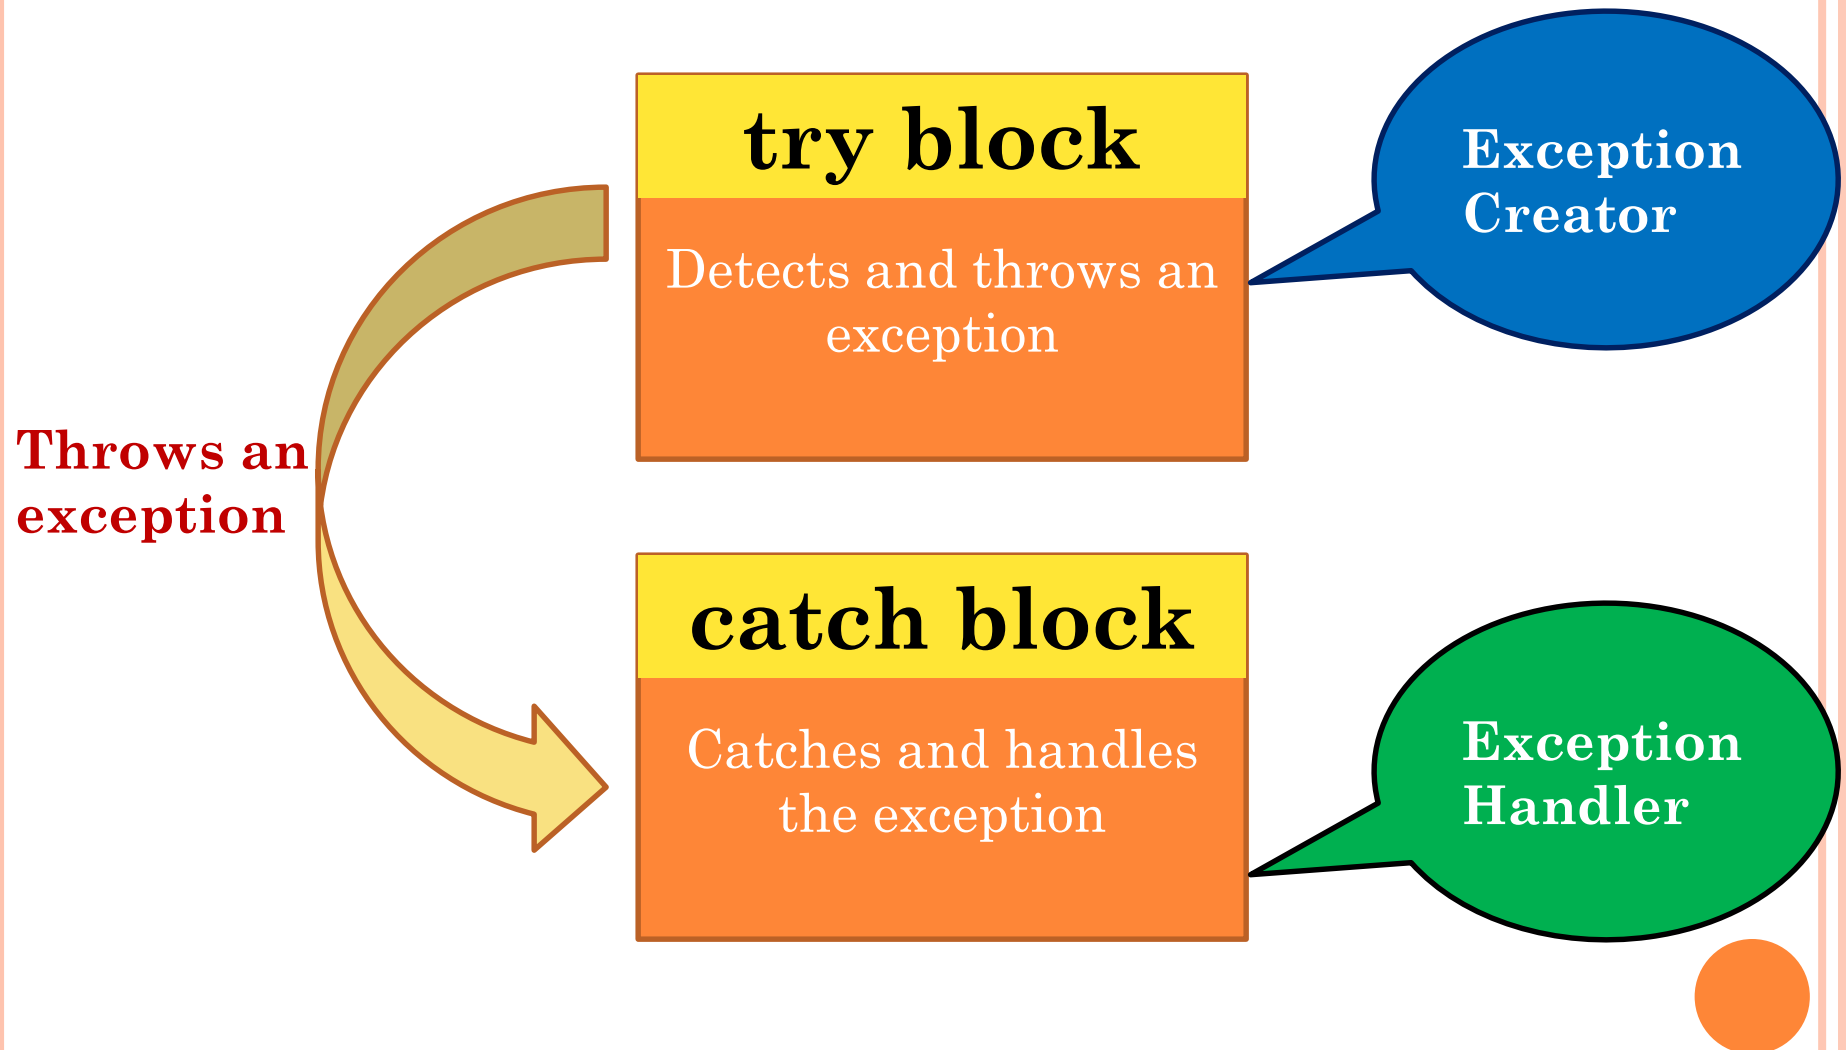 try block
Detects and throws an
exception
Exception
Creator
Throws an
exception
catch block
Catches and handles
the exception
Exception
Handler